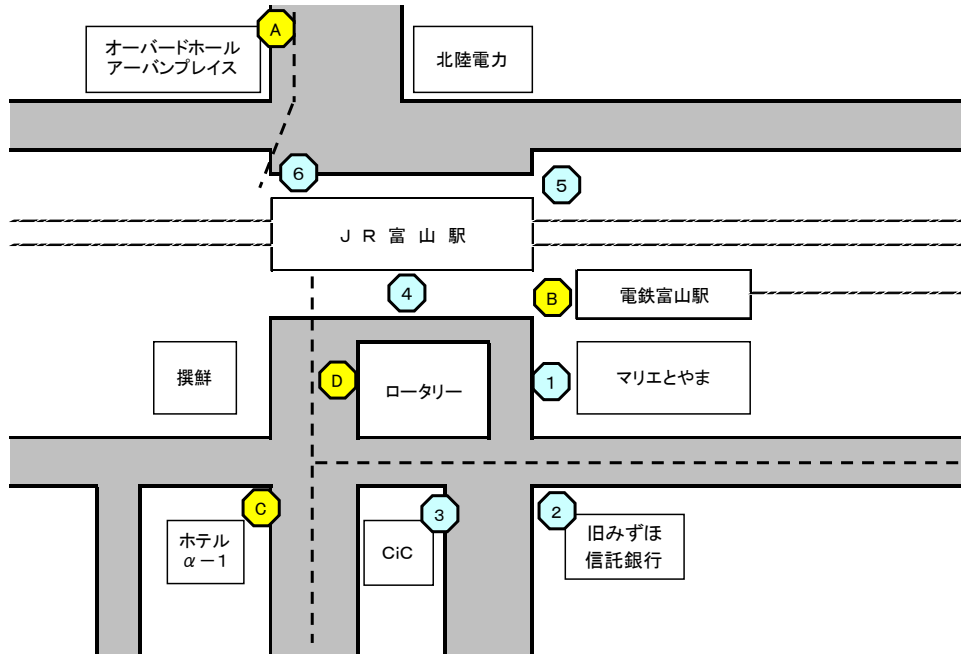 A
オーバードホール
アーバンプレイス
北陸電力
6
5
ＪＲ富山駅
4
B
電鉄富山駅
撰鮮
D
ロータリー
1
マリエとやま
C
3
2
ホテル
α－1
CiC
旧みずほ
信託銀行